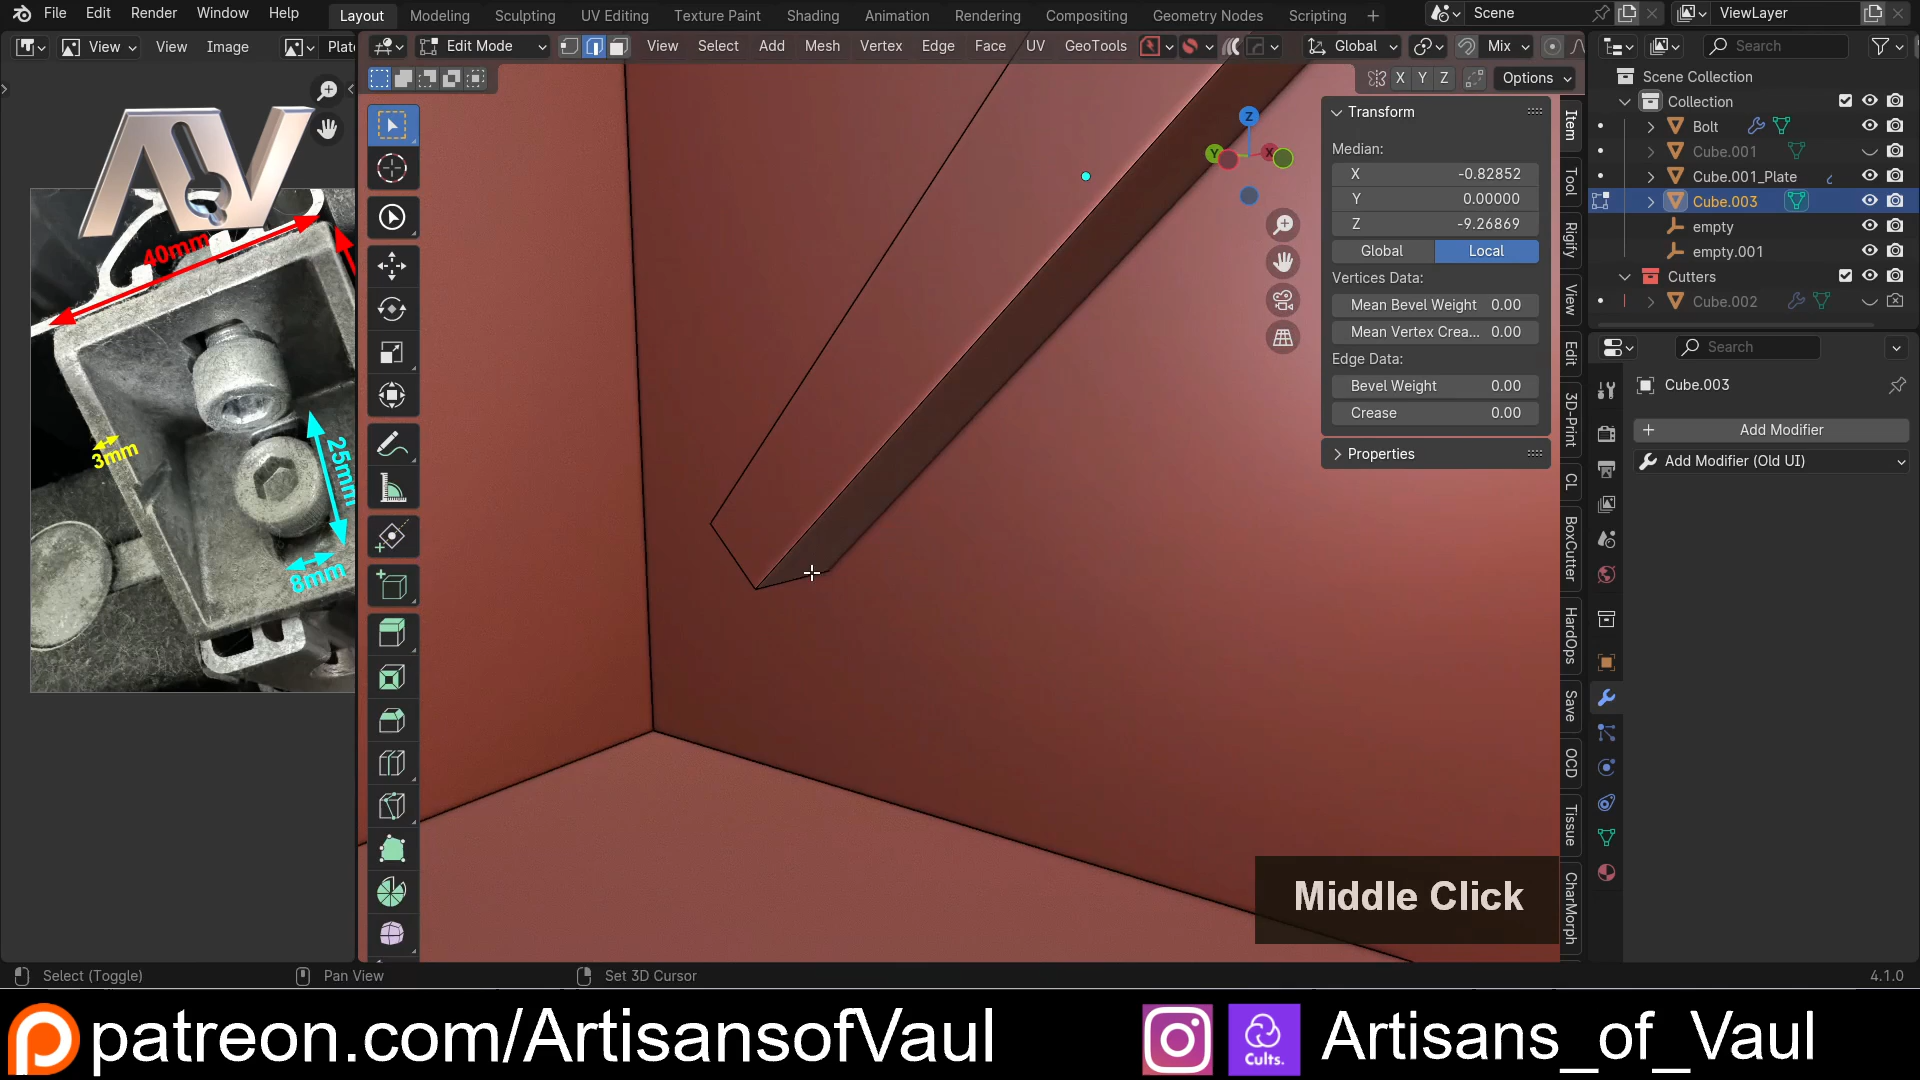 File Edit Render Window Help Layout Modeling Sculpting UV Editing Texture Paint Shading Animation Rendering Compositing Geometry Nodes Scripting + Scene ViewLayer
View View Image Plate Edit Mode View Select Add Mesh Vertex Edge Face UV GeoTools Global Mix Search
X Y Z Options
Scene Collection
Collection
Bolt
Cube.001
Cube.001_Plate
Cube.003
empty
empty.001
Cutters
Cube.002
Transform
Median:
X -0.82852
Y 0.00000
Z -9.26869
Global Local
Vertices Data:
Mean Bevel Weight 0.00
Mean Vertex Crea... 0.00
Edge Data:
Bevel Weight 0.00
Crease 0.00
Properties
Z
Y X
Item
Tool
Rigify
View
Edit
3D-Print
CL
BoxCutter
HardOps
Save
OCD
Tissue
CharMorph
Search
Cube.003
Add Modifier
Add Modifier (Old UI)
AV
40mm
3mm
25mm
8mm
Middle Click
Select (Toggle) Pan View Set 3D Cursor 4.1.0
patreon.com/ArtisansofVaul Cults. Artisans_of_Vaul